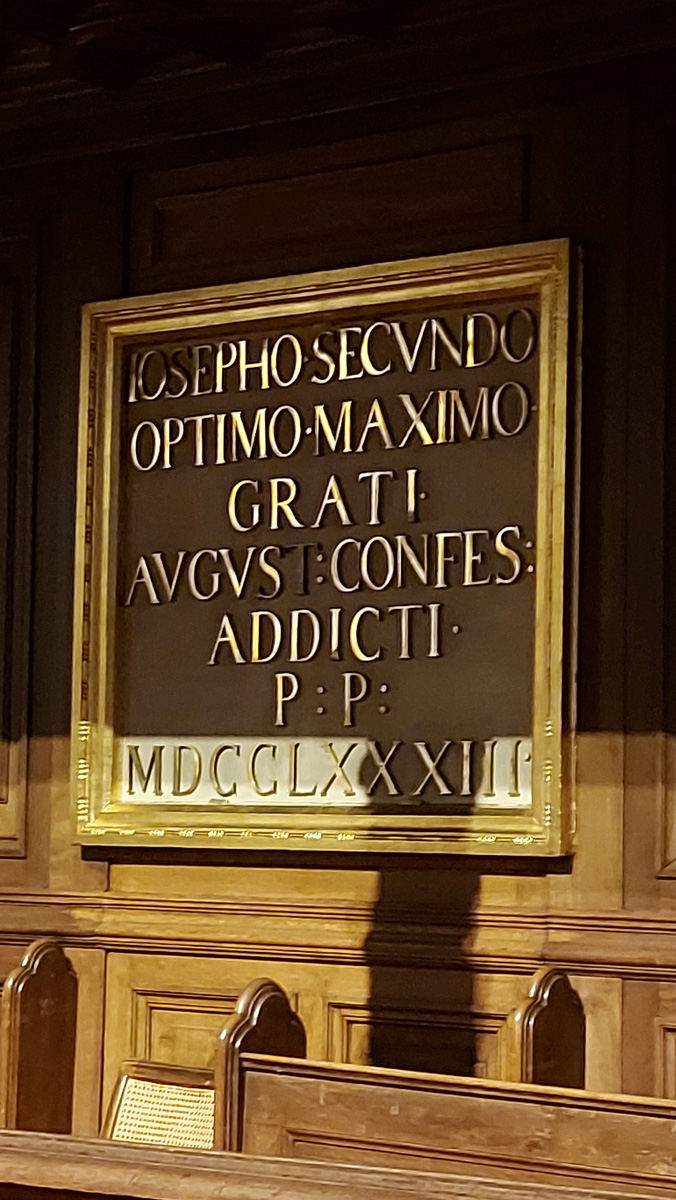 IOSEPHO·SECVNDO
OPTIMO·MAXIMO·
GRATI·
AVGVST:CONFES:
ADDICTI·
P:P:
MDCCLXXXIII·